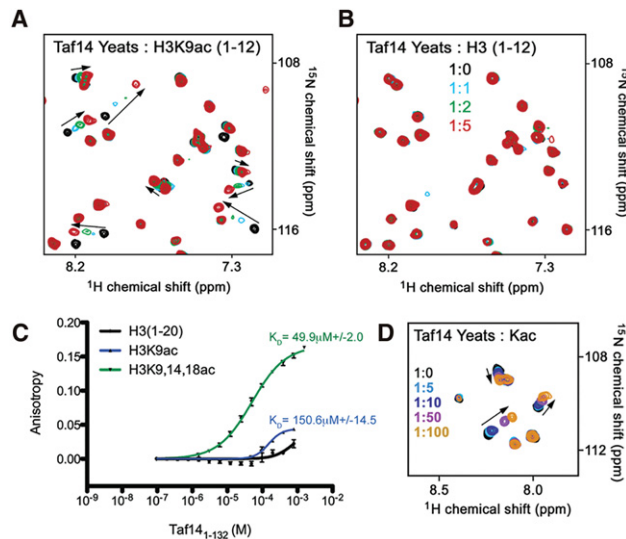 A
Taf14 Yeats : H3K9ac (1-12)
108
116
¹⁵N chemical shift (ppm)
8.2 7.3
¹H chemical shift (ppm)
B
Taf14 Yeats : H3 (1-12)
1:0
1:1
1:2
1:5
108
116
¹⁵N chemical shift (ppm)
8.2 7.3
¹H chemical shift (ppm)
C
H3(1-20)
H3K9ac
H3K9,14,18ac
K_D= 49.9µM+/-2.0
K_D= 150.6µM+/-14.5
Anisotropy
0.20
0.15
0.10
0.05
0.00
10⁻⁹ 10⁻⁸ 10⁻⁷ 10⁻⁶ 10⁻⁵ 10⁻⁴ 10⁻³ 10⁻²
Taf14₁₋₁₃₂ (M)
D
Taf14 Yeats : Kac
1:0
1:5
1:10
1:50
1:100
108
112
¹⁵N chemical shift (ppm)
8.5 8.0
¹H chemical shift (ppm)